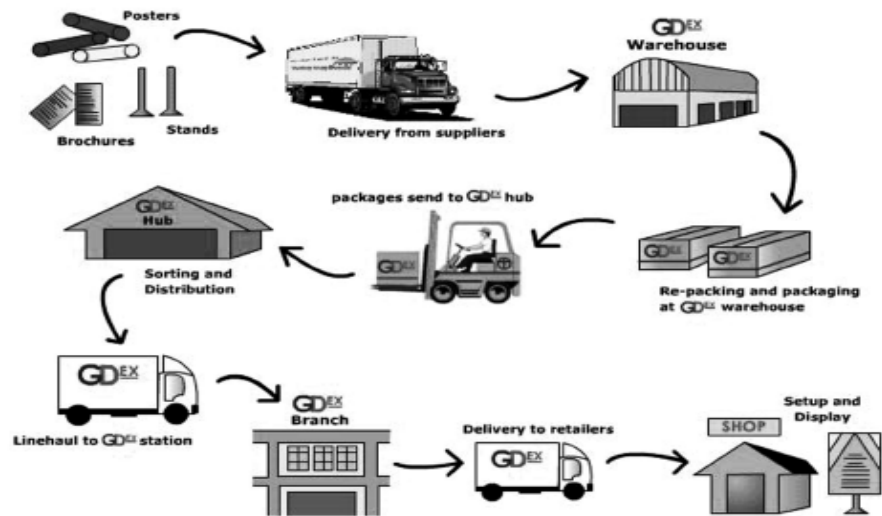 Posters
Brochures
Stands
Delivery from suppliers
GDEX
Warehouse
Re-packing and packaging
at GDEX warehouse
GDEX
GDEX
packages send to GDEX hub
GDEX
GDEX
Hub
Sorting and
Distribution
GDEX
Linehaul to GDEX station
GDEX
Branch
Delivery to retailers
GDEX
SHOP
Setup and
Display